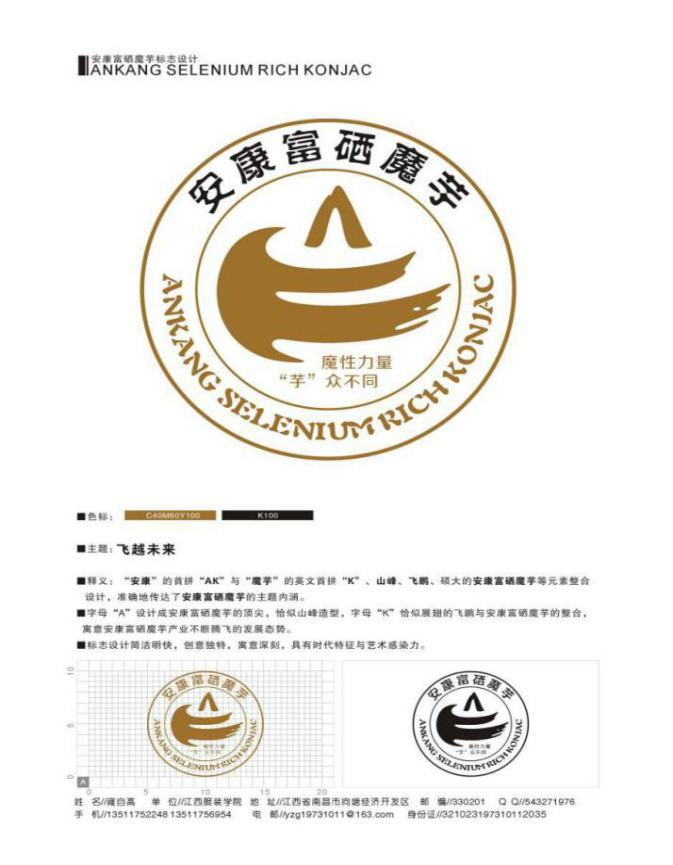 安康富硒魔芋标志设计
ANKANG SELENIUM RICH KONJAC
安康富硒魔芋
ANKANG SELENIUM RICH KONJAC
魔性力量
“芋”众不同
■色标： C40M60Y100 K100
■主题：飞越未来
■释义：“安康”的首拼“AK”与“魔芋”的英文首拼“K”、山峰、飞鹏、硕大的安康富硒魔芋等元素整合
设计，准确地传达了安康富硒魔芋的主题内涵。
■字母“A”设计成安康富硒魔芋的顶尖，恰似山峰造型，字母“K”恰似展翅的飞鹏与安康富硒魔芋的整合，
寓意安康富硒魔芋产业不断腾飞的发展态势。
■标志设计简洁明快，创意独特，寓意深刻，具有时代特征与艺术感染力。
10
5
0
安康富硒魔芋
ANKANG SELENIUM RICH KONJAC
魔性力量
“芋”众不同
A
0 5 10 15 20
安康富硒魔芋
ANKANG SELENIUM RICH KONJAC
魔性力量
“芋”众不同
姓 名//雍自高 单 位//江西服装学院 地 址//江西省南昌市向塘经济开发区 邮 编//330201 Q Q//543271976
手 机//13511752248 13511756954 电 邮//yzg19731011@163.com 身份证//321023197310112035